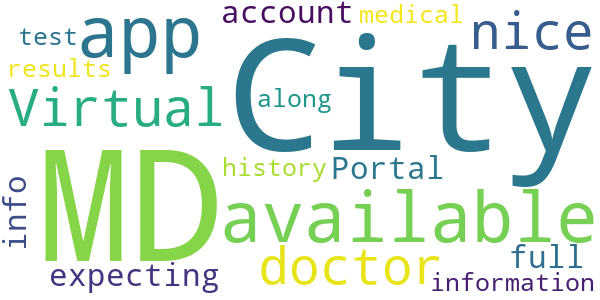 account medical
test app nice
results City
Virtual along
MD history Portal
available
info doctor full
expecting information